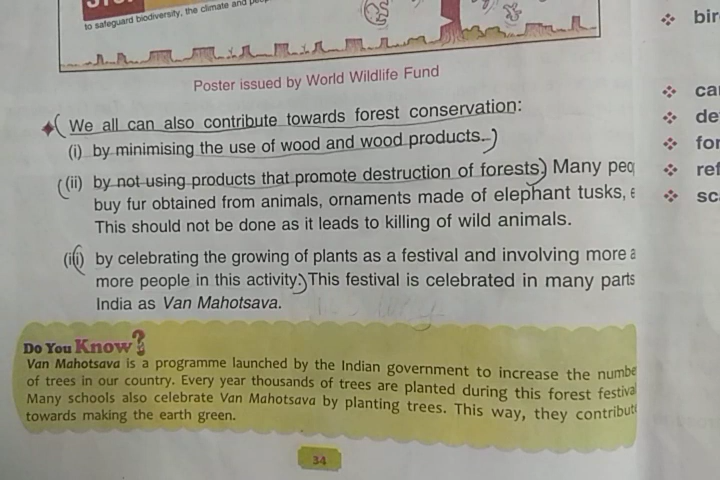 to safeguard biodiversity, the climate and
Poster issued by World Wildlife Fund
We all can also contribute towards forest conservation:
(i) by minimising the use of wood and wood products.
(ii) by not using products that promote destruction of forests. Many peo
buy fur obtained from animals, ornaments made of elephant tusks, e
This should not be done as it leads to killing of wild animals.
(iii) by celebrating the growing of plants as a festival and involving more a
more people in this activity. This festival is celebrated in many parts
India as Van Mahotsava.
Do You Know?
Van Mahotsava is a programme launched by the Indian government to increase the numbe
of trees in our country. Every year thousands of trees are planted during this forest festival
Many schools also celebrate Van Mahotsava by planting trees. This way, they contribute
towards making the earth green.
34
bir
ca
de
for
ref
sc